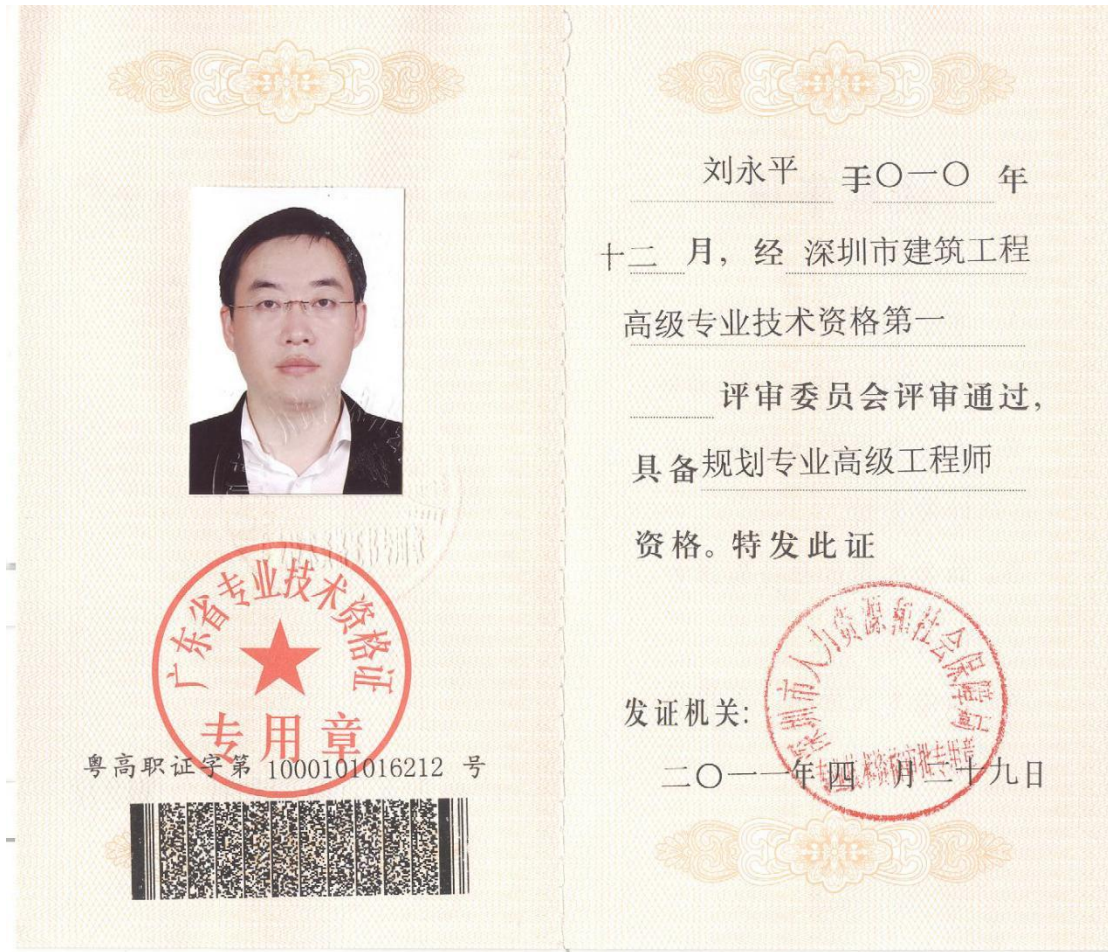 广东省专业技术资格证
专用章
粤高职证字第 1000101016212 号
刘永平 于〇一〇 年
十二 月，经 深圳市建筑工程
高级专业技术资格第一
评审委员会评审通过，
具备规划专业高级工程师
资格。特发此证
深圳市人力资源和社会保障局
发证机关：
二〇一一年 四 月二十九日